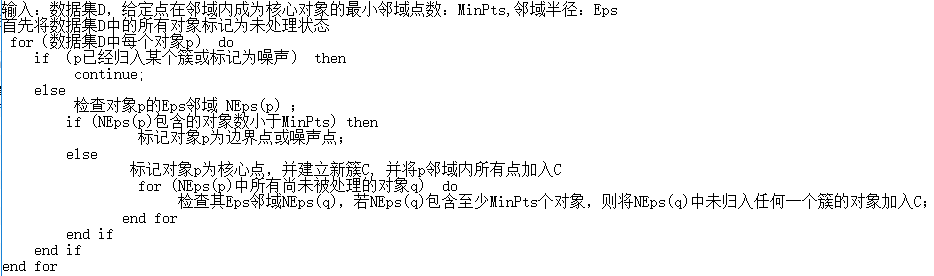 输入：数据集D，给定点在邻域内成为核心对象的最小邻域点数：MinPts,邻域半径：Eps
首先将数据集D中的所有对象标记为未处理状态
for（数据集D中每个对象p） do
if （p已经归入某个簇或标记为噪声） then
continue;
else
检查对象p的Eps邻域 NEps(p) ；
if (NEps(p)包含的对象数小于MinPts) then
标记对象p为边界点或噪声点；
else
标记对象p为核心点，并建立新簇C, 并将p邻域内所有点加入C
for (NEps(p)中所有尚未被处理的对象q) do
检查其Eps邻域NEps(q)，若NEps(q)包含至少MinPts个对象，则将NEps(q)中未归入任何一个簇的对象加入C；
end for
end if
end if
end for